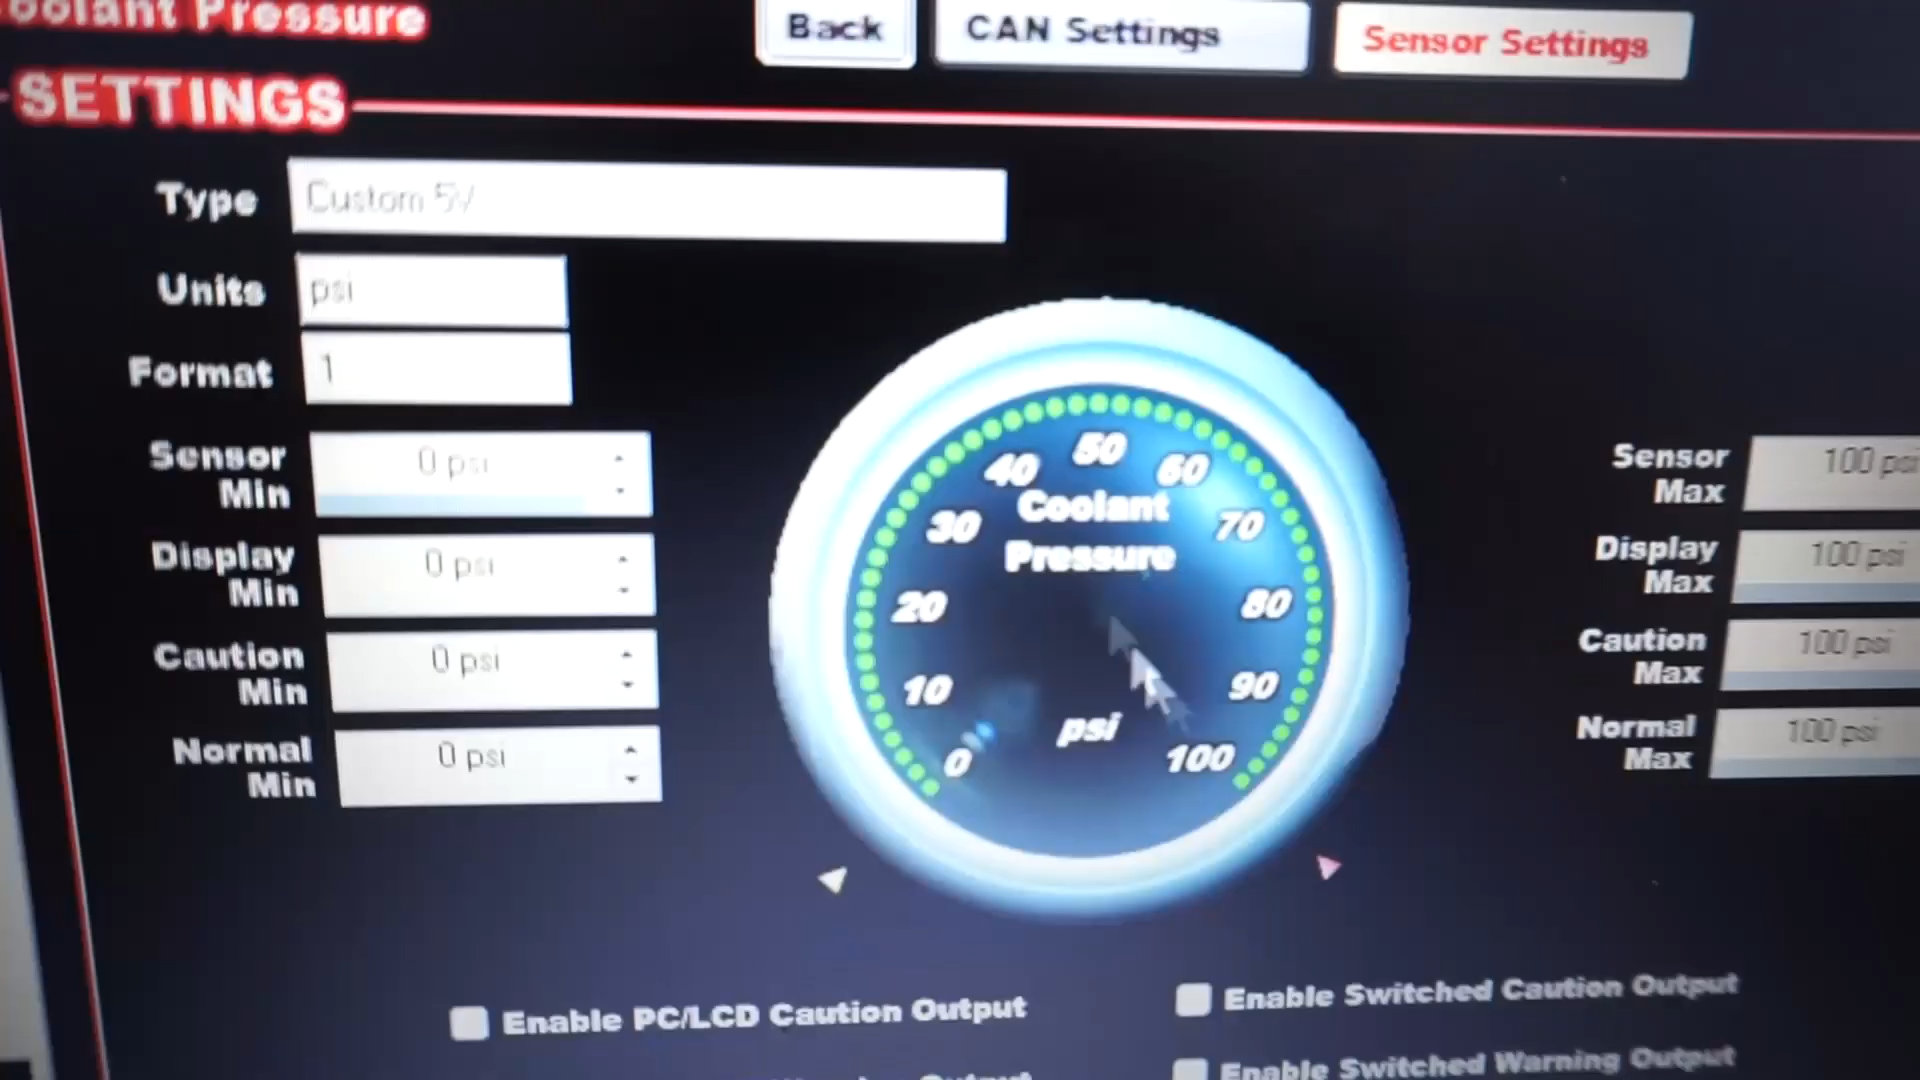 oolant Pressure
Back
CAN Settings
Sensor Settings
SETTINGS
Type
Custom 5V
Units
psi
Format
1
Sensor
Min
0 psi
Display
Min
0 psi
Caution
Min
0 psi
Normal
Min
0 psi
50
40
60
Coolant
30
70
Pressure
20
80
10
90
psi
0
100
Sensor
Max
100 psi
Display
Max
100 psi
Caution
Max
100 psi
Normal
Max
100 psi
Enable PC/LCD Caution Output
Enable Switched Caution Output
Enable Switched Warning Output